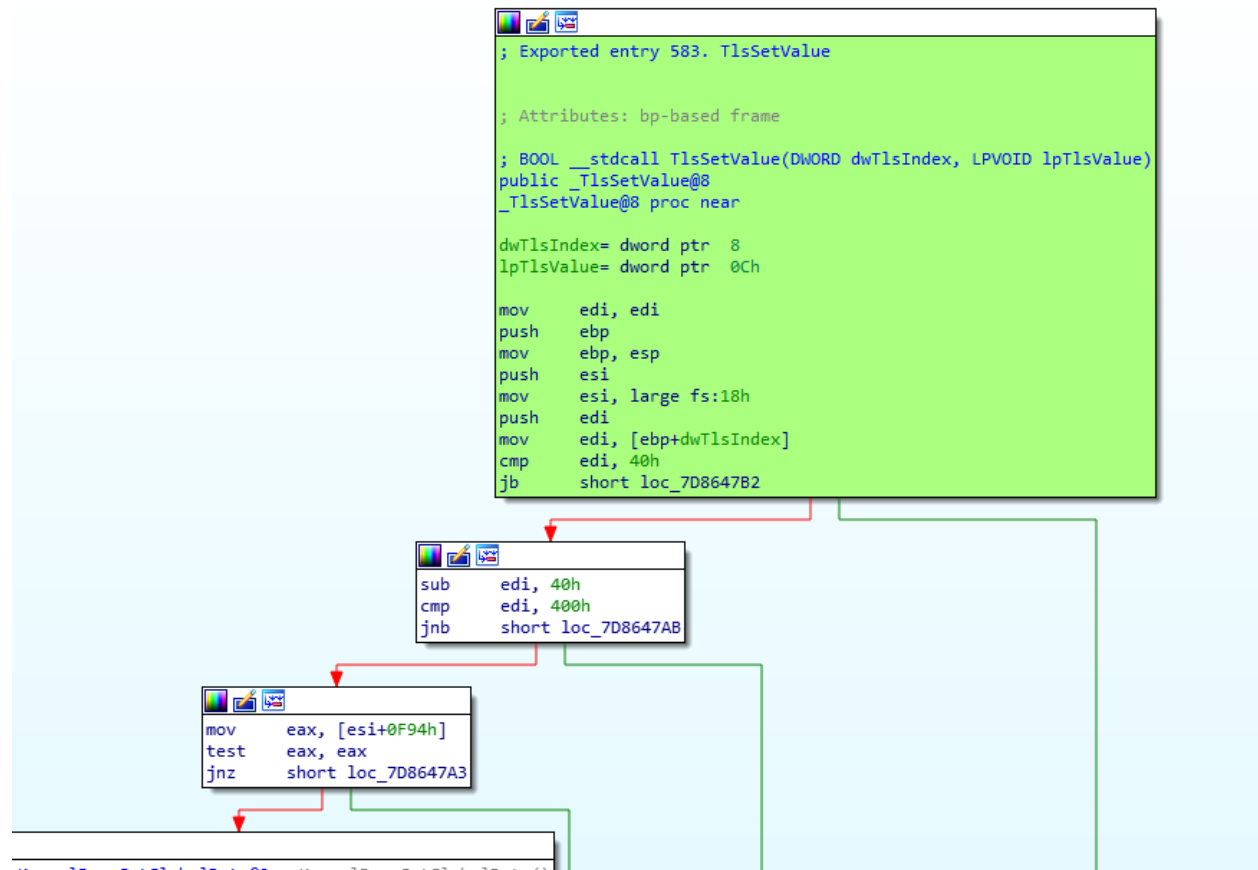 ; Exported entry 583. TlsSetValue
; Attributes: bp-based frame
; BOOL __stdcall TlsSetValue(DWORD dwTlsIndex, LPVOID lpTlsValue)
public _TlsSetValue@8
_TlsSetValue@8 proc near
dwTlsIndex= dword ptr 8
lpTlsValue= dword ptr 0Ch
mov edi, edi
push ebp
mov ebp, esp
push esi
mov esi, large fs:18h
push edi
mov edi, [ebp+dwTlsIndex]
cmp edi, 40h
jb short loc_7D8647B2
sub edi, 40h
cmp edi, 400h
jnb short loc_7D8647AB
mov eax, [esi+0F94h]
test eax, eax
jnz short loc_7D8647A3